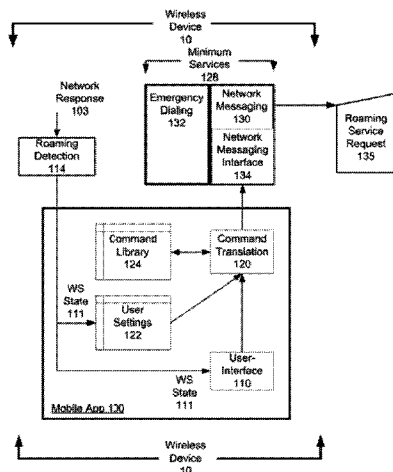 Wireless
Device
10
Minimum
Services
128
Network
Response
103
Emergency
Dialing
132
Network
Messaging
130
Network
Messaging
Interface
134
Roaming
Service
Request
135
Roaming
Detection
114
Command
Library
124
Command
Translation
120
WS
State
111
User
Settings
122
User-
Interface
110
WS
State
111
Mobile App 100
Wireless
Device
10